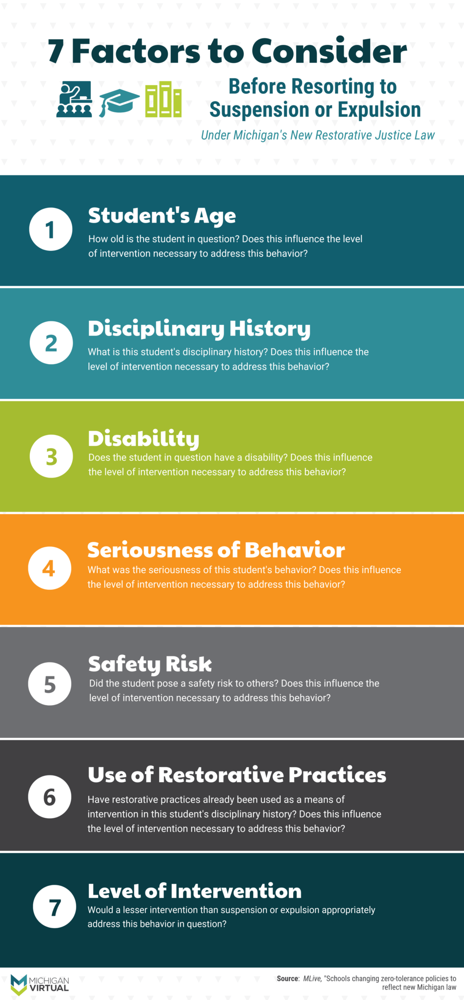 7 Factors to Consider
Before Resorting to
Suspension or Expulsion
Under Michigan's New Restorative Justice Law
1
Student's Age
How old is the student in question? Does this influence the level
of intervention necessary to address this behavior?
2
Disciplinary History
What is this student's disciplinary history? Does this influence the
level of intervention necessary to address this behavior?
3
Disability
Does the student in question have a disability? Does this influence
the level of intervention necessary to address this behavior?
4
Seriousness of Behavior
What was the seriousness of this student's behavior? Does this influence
the level of intervention necessary to address this behavior?
5
Safety Risk
Did the student pose a safety risk to others? Does this influence the
level of intervention necessary to address this behavior?
6
Use of Restorative Practices
Have restorative practices already been used as a means of
intervention in this student's disciplinary history? Does this influence
the level of intervention necessary to address this behavior?
7
Level of Intervention
Would a lesser intervention than suspension or expulsion appropriately
address this behavior in question?
MICHIGAN
VIRTUAL
Source: MLive, "Schools changing zero-tolerance policies to
reflect new Michigan law